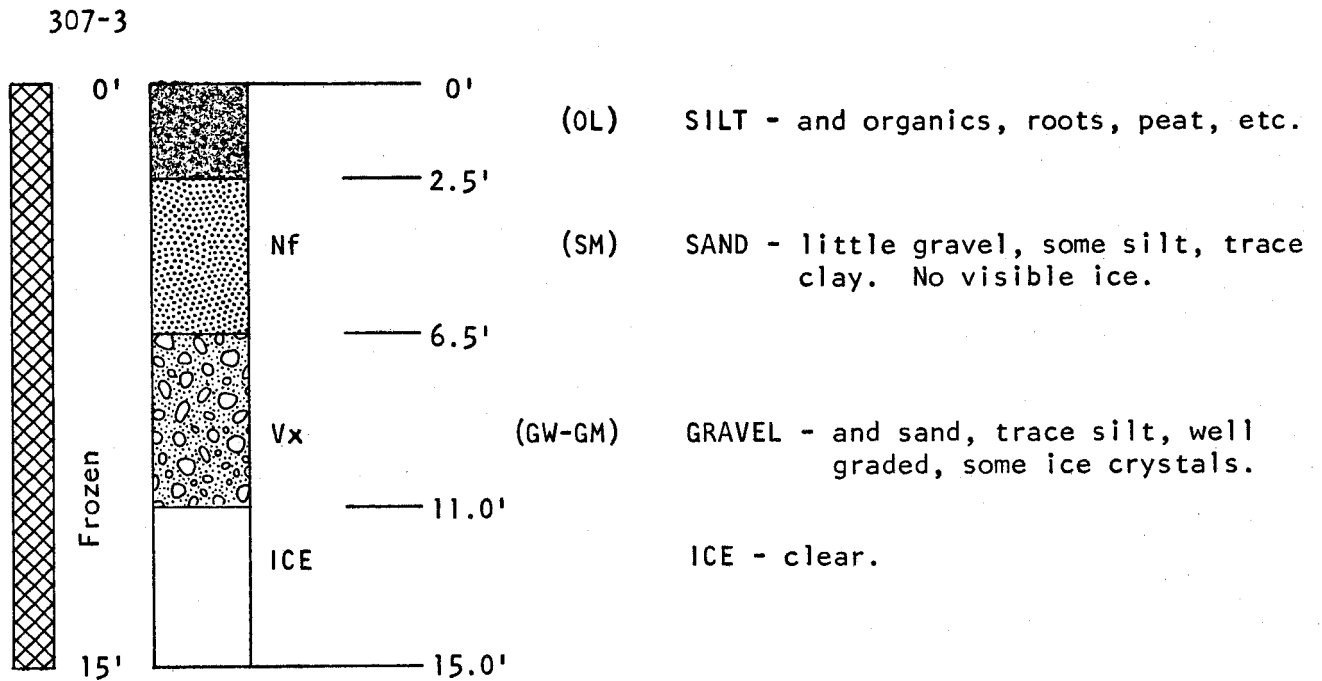 307-3
0' 0'
(OL) SILT - and organics, roots, peat, etc.
2.5'
Nf (SM) SAND - little gravel, some silt, trace
clay. No visible ice.
6.5'
Vx (GW-GM) GRAVEL - and sand, trace silt, well
graded, some ice crystals.
Frozen
11.0'
ICE ICE - clear.
15' 15.0'